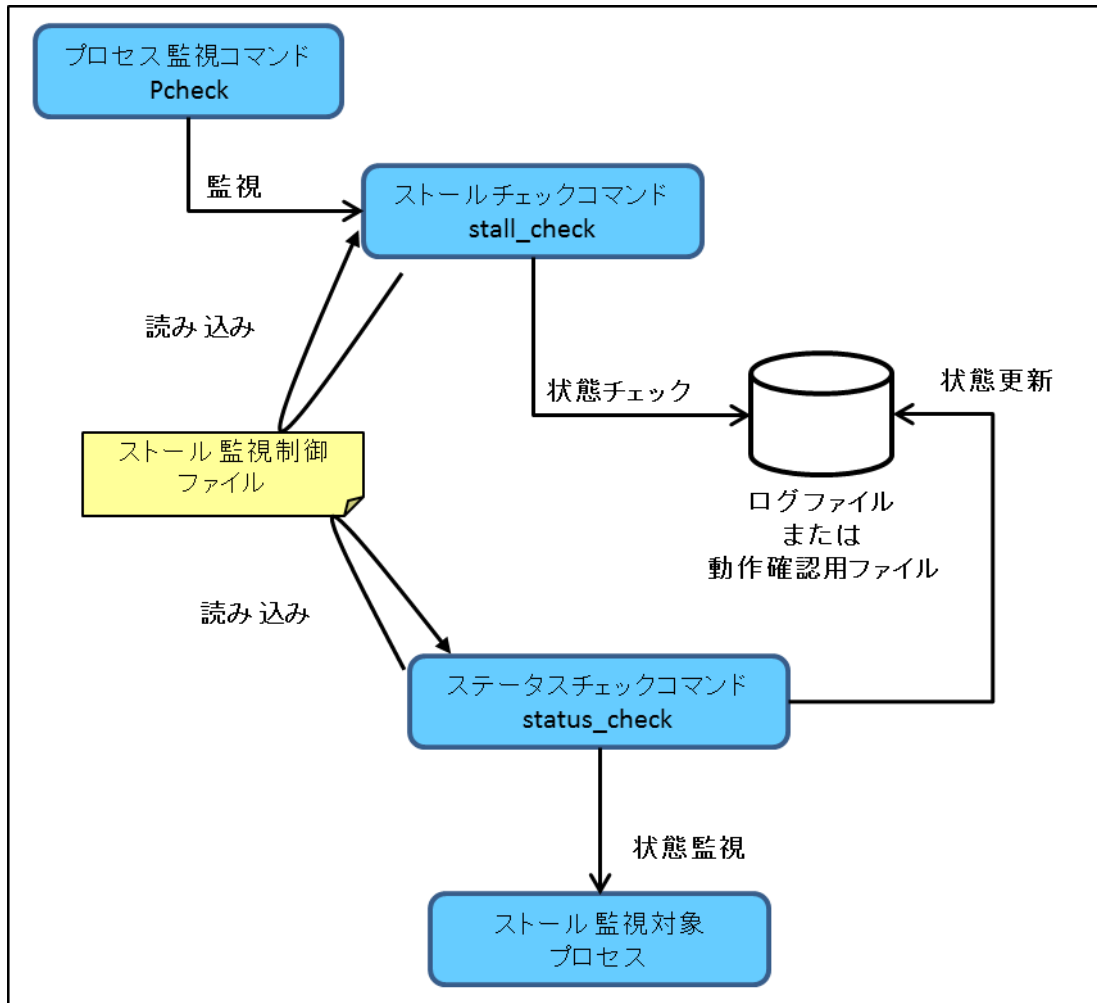 プロセス監視コマンド
Pcheck
監視
ストールチェックコマンド
stall_check
読み込み
状態チェック
状態更新
ストール監視制御
ファイル
ログファイル
または
動作確認用ファイル
読み込み
ステータスチェックコマンド
status_check
状態監視
ストール監視対象
プロセス